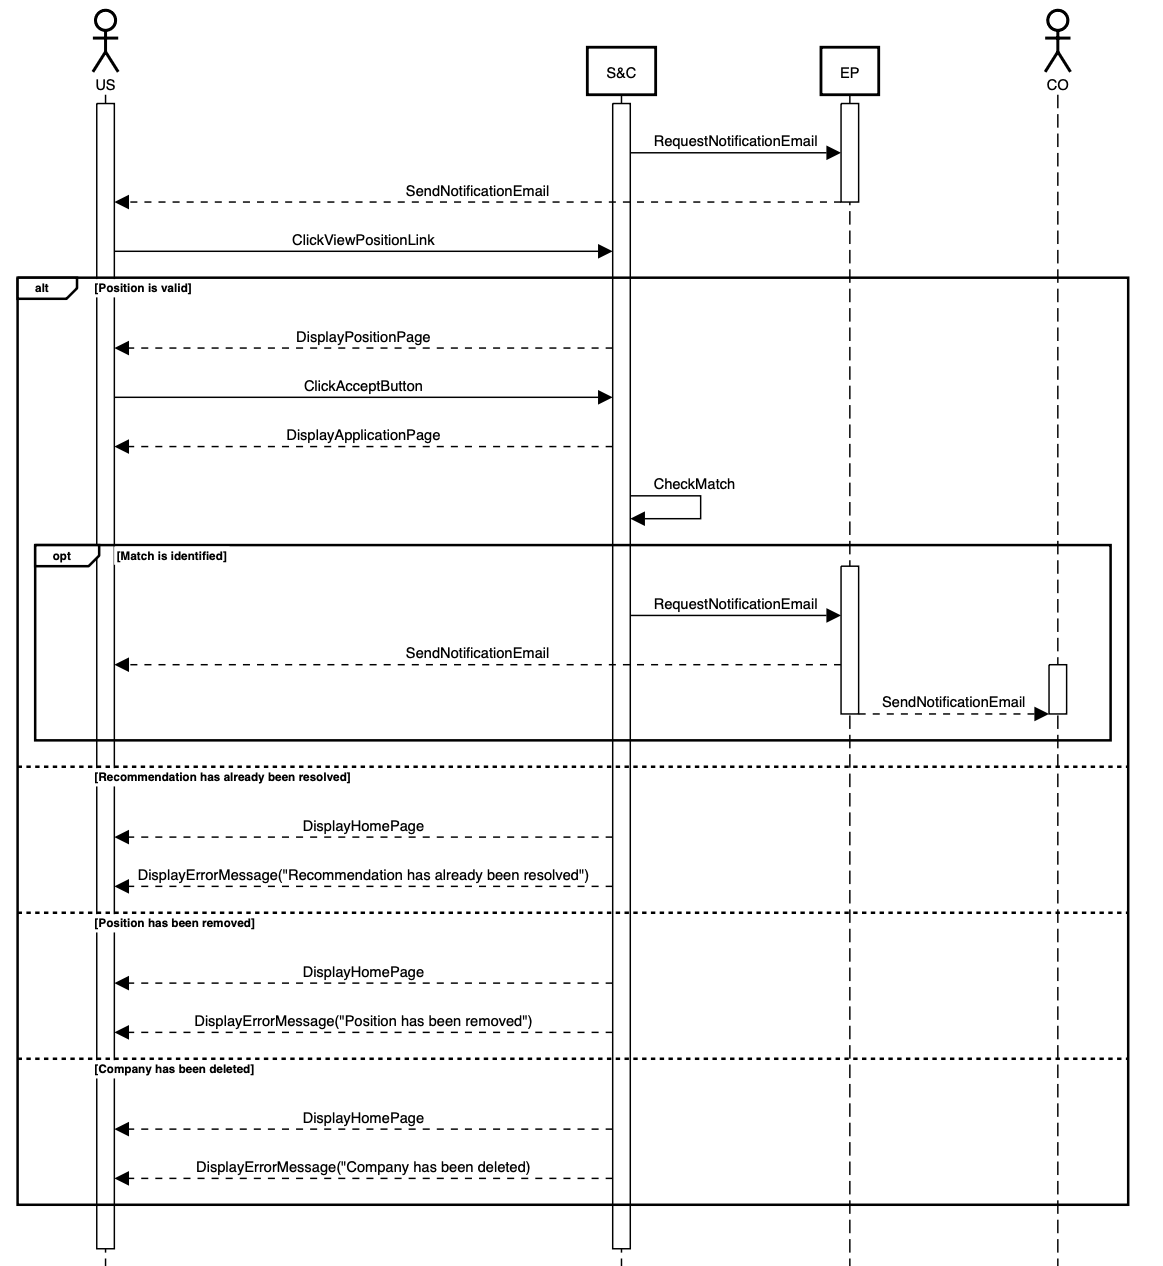 US
S&C
EP
CO
RequestNotificationEmail
SendNotificationEmail
ClickViewPositionLink
alt
[Position is valid]
DisplayPositionPage
ClickAcceptButton
DisplayApplicationPage
CheckMatch
opt
[Match is identified]
RequestNotificationEmail
SendNotificationEmail
SendNotificationEmail
[Recommendation has already been resolved]
DisplayHomePage
DisplayErrorMessage("Recommendation has already been resolved")
[Position has been removed]
DisplayHomePage
DisplayErrorMessage("Position has been removed")
[Company has been deleted]
DisplayHomePage
DisplayErrorMessage("Company has been deleted)